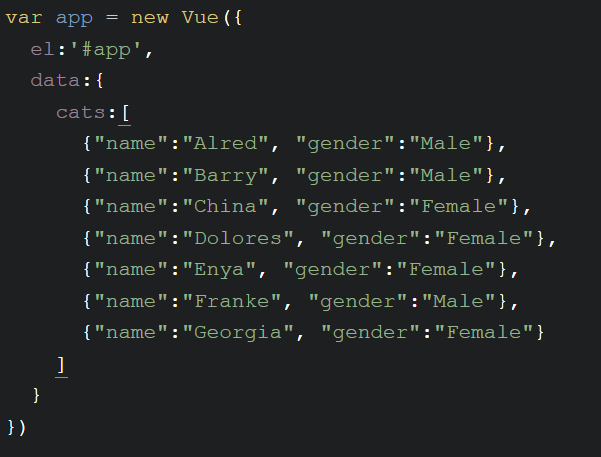 var app = new Vue({
  el:'#app',
  data:{
    cats:[
      {"name":"Alred", "gender":"Male"},
      {"name":"Barry", "gender":"Male"},
      {"name":"China", "gender":"Female"},
      {"name":"Dolores", "gender":"Female"},
      {"name":"Enya", "gender":"Female"},
      {"name":"Franke", "gender":"Male"},
      {"name":"Georgia", "gender":"Female"}
    ]
  }
})